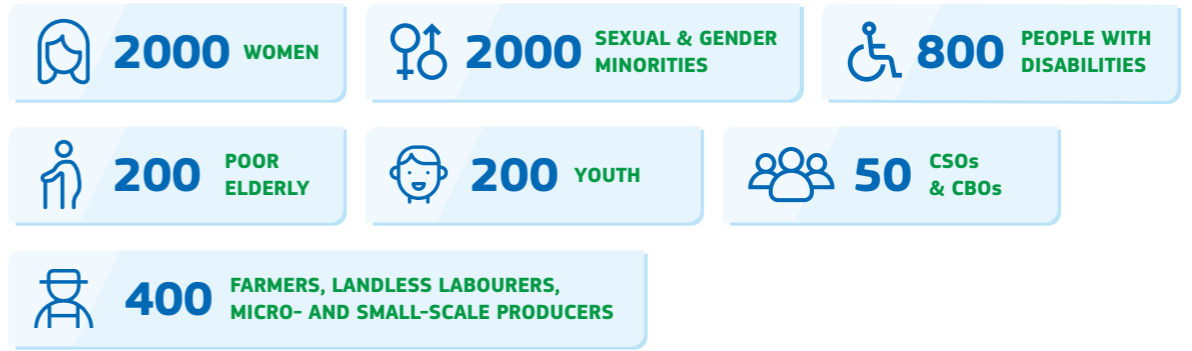 2000 WOMEN
2000 SEXUAL & GENDER
MINORITIES
800 PEOPLE WITH
DISABILITIES
200 POOR
ELDERLY
200 YOUTH
50 CSOs
& CBOs
400 FARMERS, LANDLESS LABOURERS,
MICRO- AND SMALL-SCALE PRODUCERS